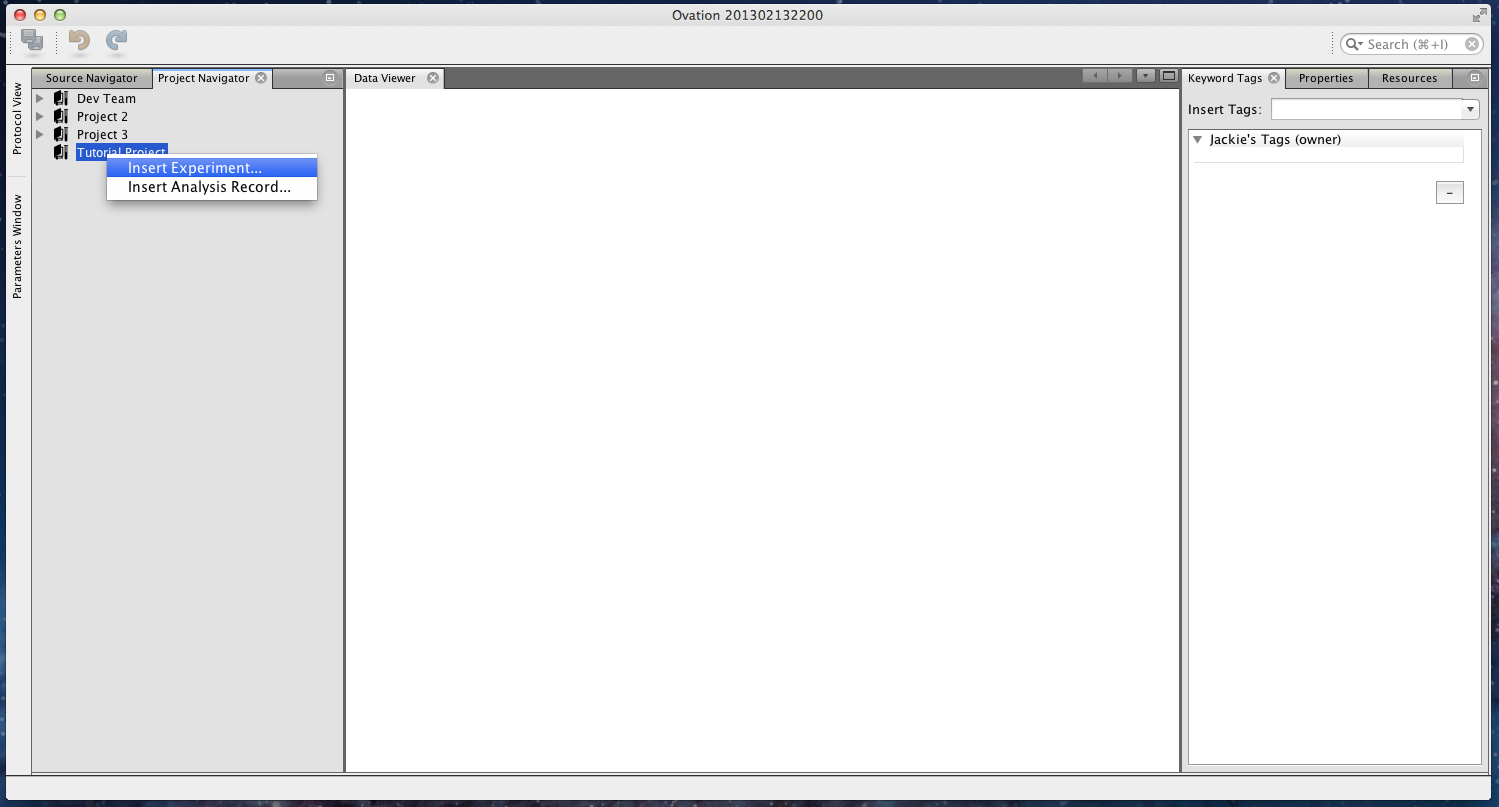 Ovation 201302132200
Search (⌘+I)
Source Navigator
Project Navigator
Data Viewer
Keyword Tags
Properties
Resources
Protocol View
Parameters Window
Dev Team
Project 2
Project 3
Tutorial Project
Insert Experiment...
Insert Analysis Record...
Insert Tags:
Jackie's Tags (owner)
-